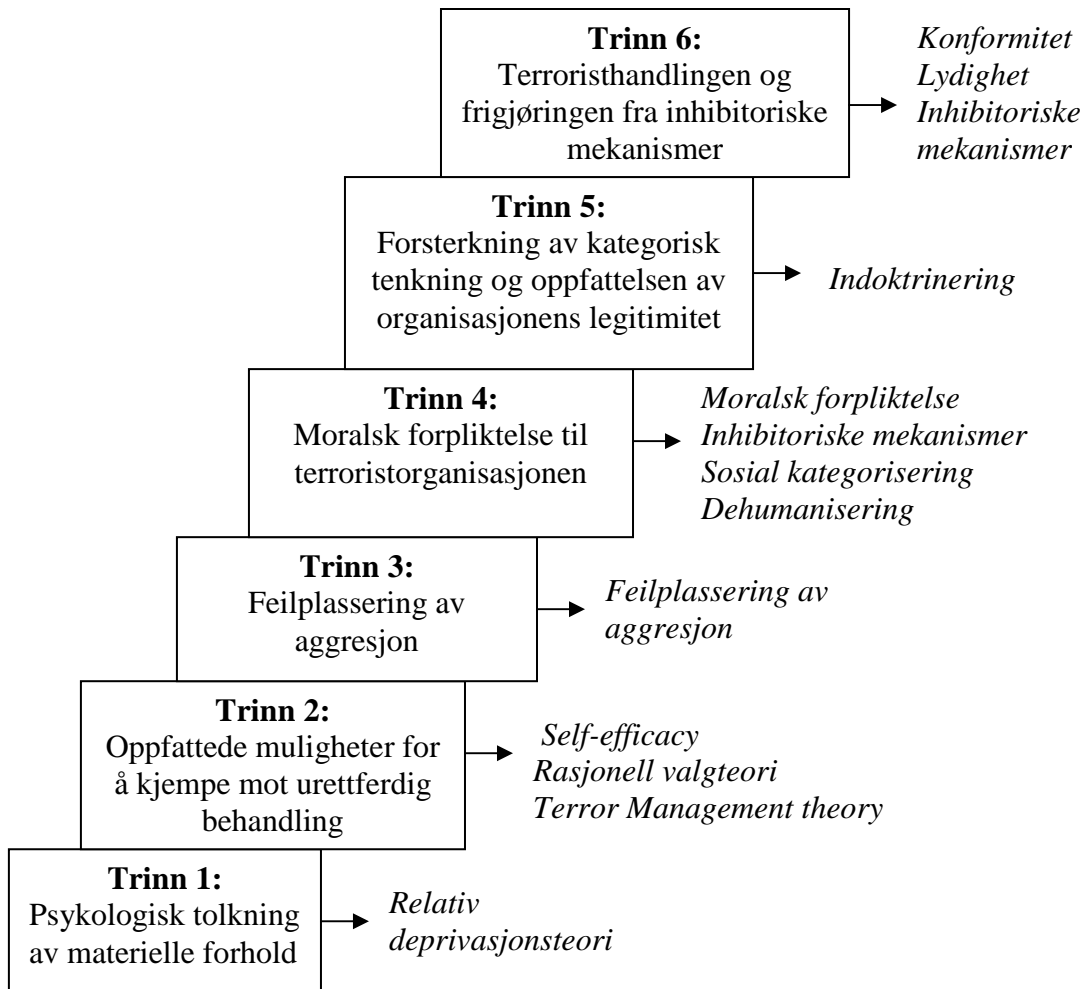 Trinn 6:
Terroristhandlingen og
frigjøringen fra inhibitoriske
mekanismer
Konformitet
Lydighet
Inhibitoriske
mekanismer
Trinn 5:
Forsterkning av kategorisk
tenkning og oppfattelsen av
organisasjonens legitimitet
Indoktrinering
Trinn 4:
Moralsk forpliktelse til
terroristorganisasjonen
Moralsk forpliktelse
Inhibitoriske mekanismer
Sosial kategorisering
Dehumanisering
Trinn 3:
Feilplassering av
aggresjon
Feilplassering av
aggresjon
Trinn 2:
Oppfattede muligheter for
å kjempe mot urettferdig
behandling
Self-efficacy
Rasjonell valgteori
Terror Management theory
Trinn 1:
Psykologisk tolkning
av materielle forhold
Relativ
deprivasjonsteori